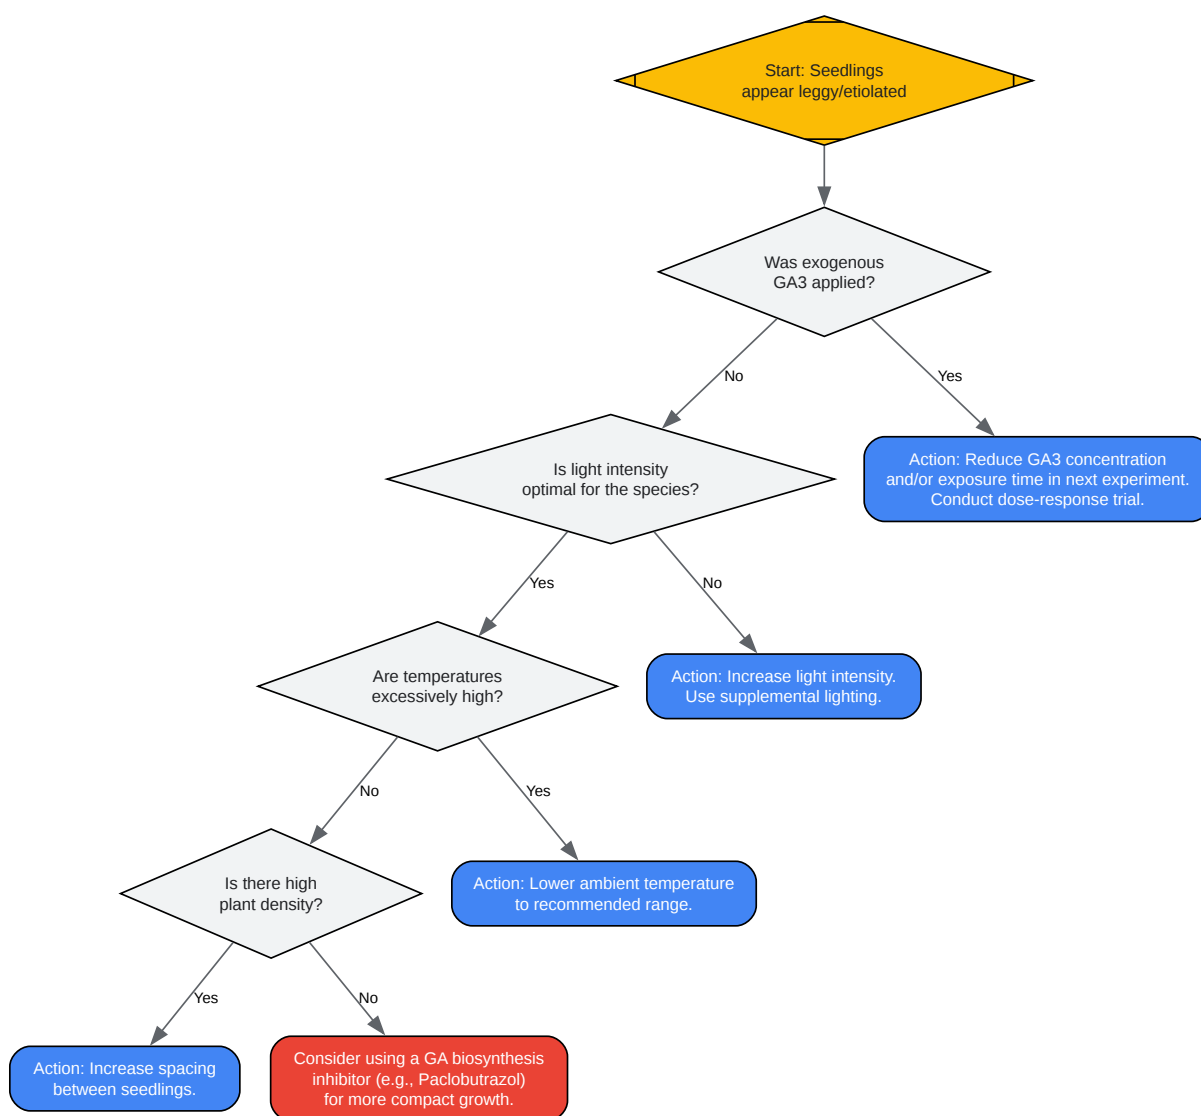 Start: Seedlings
appear leggy/etiolated
Was exogenous
GA3 applied?
No
Yes
Is light intensity
optimal for the species?
Action: Reduce GA3 concentration
and/or exposure time in next experiment.
Conduct dose-response trial.
Yes
No
Are temperatures
excessively high?
Action: Increase light intensity.
Use supplemental lighting.
No
Yes
Is there high
plant density?
Action: Lower ambient temperature
to recommended range.
Yes
No
Action: Increase spacing
between seedlings.
Consider using a GA biosynthesis
inhibitor (e.g., Paclobutrazol)
for more compact growth.